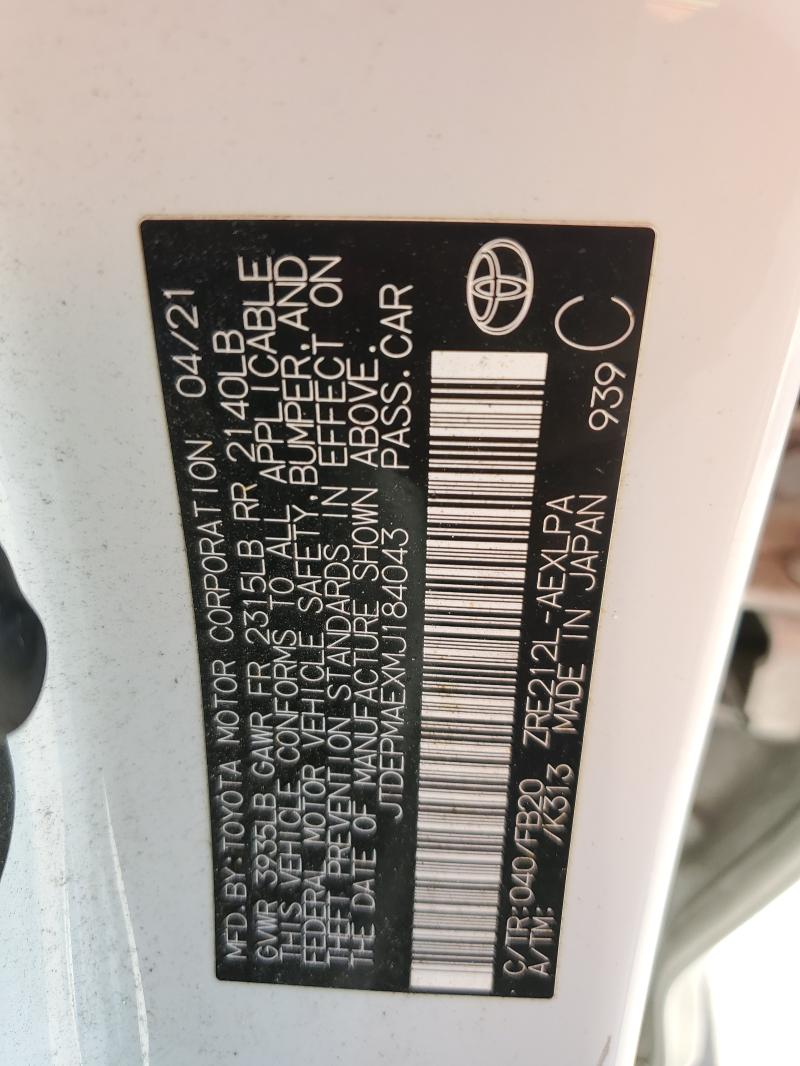 MFD BY:TOYOTA MOTOR CORPORATION 04/21
GVWR 3935LB GAWR FR 2315LB RR 2140LB
THIS VEHICLE CONFORMS TO ALL APPLICABLE
FEDERAL MOTOR VEHICLE SAFETY,BUMPER,AND
THEFT PREVENTION STANDARDS IN EFFECT ON
THE DATE OF MANUFACTURE SHOWN ABOVE.
JTDEPMAEXMJ184043 PASS.CAR
C/TR:040/FB20 ZRE212L-AEXLPA
A/TM: /K313 MADE IN JAPAN 939 C